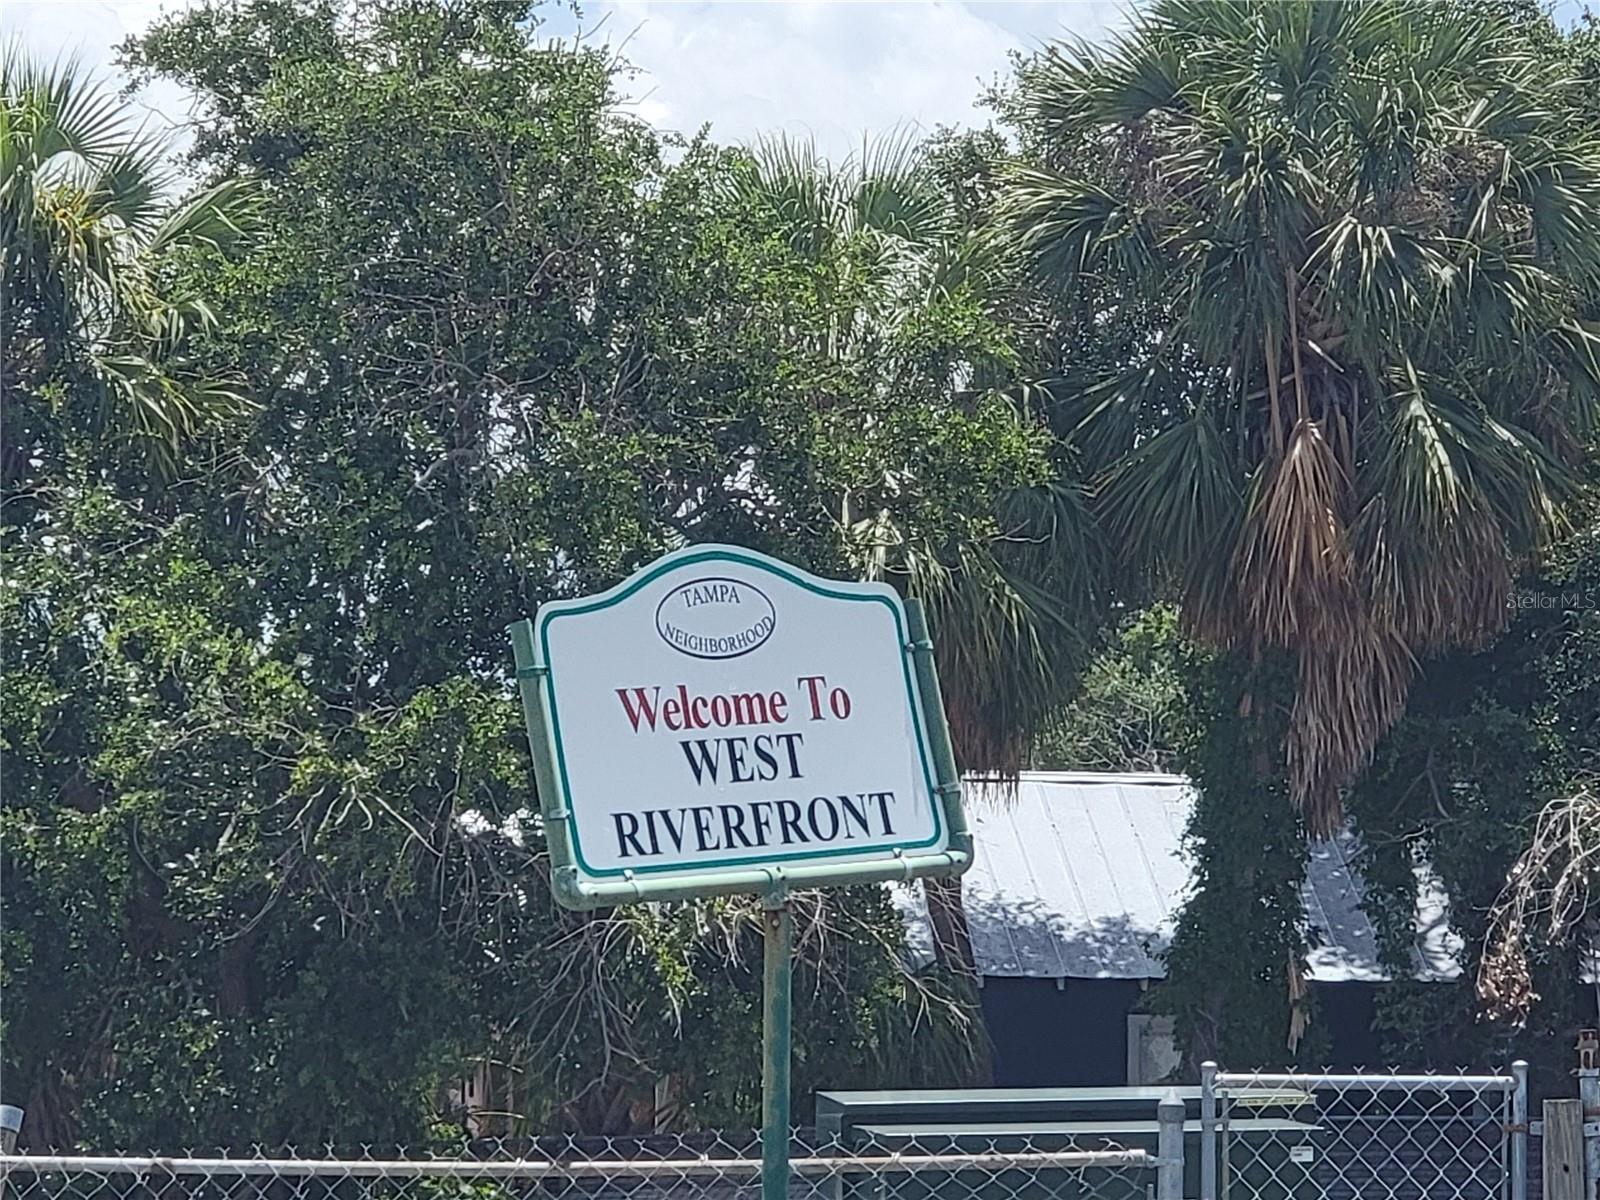 TAMPA
NEIGHBORHOOD
Welcome To
WEST
RIVERFRONT
Stellar MLS